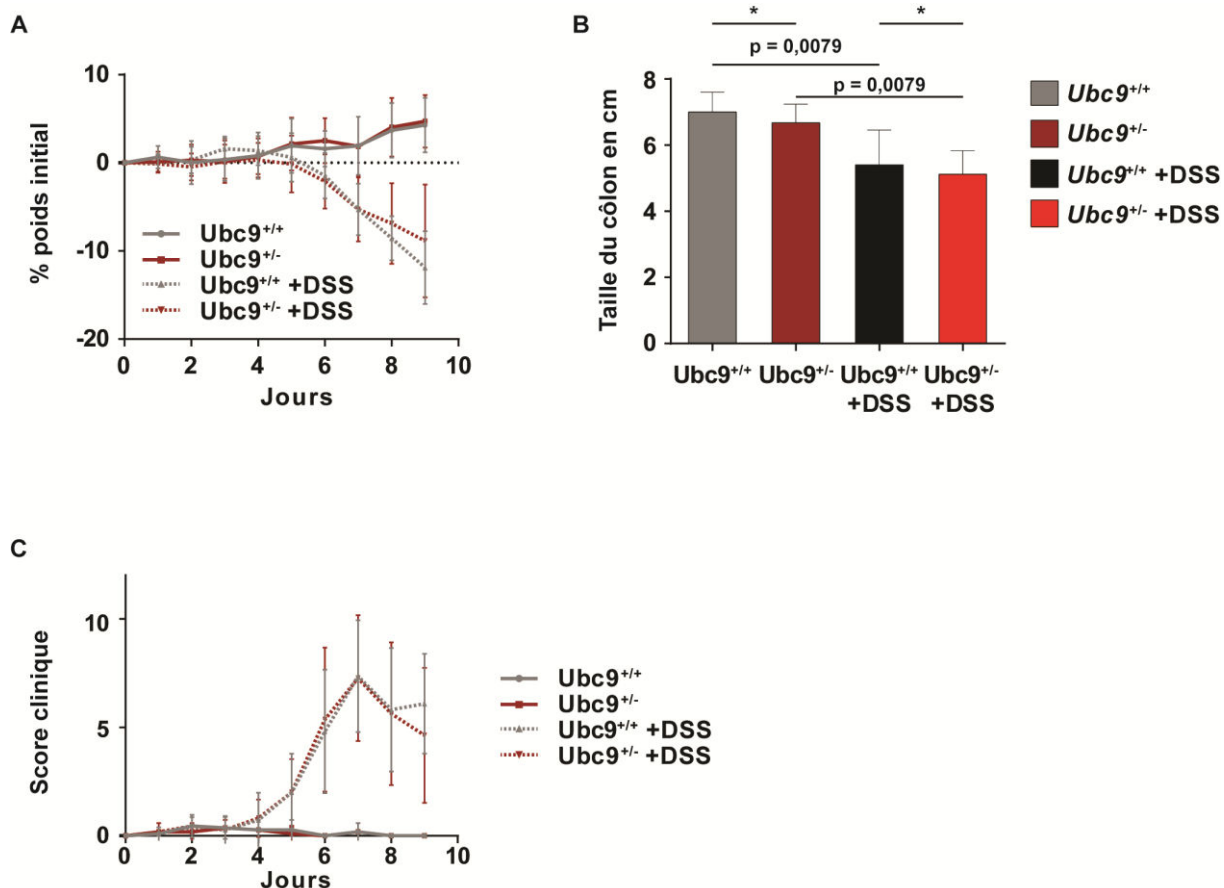 A
10
0
-10
-20
% poids initial
Ubc9+/+
Ubc9+/-
Ubc9+/+ +DSS
Ubc9+/- +DSS
0 2 4 6 8 10
Jours
B
* *
p = 0,0079
p = 0,0079
8
6
4
2
0
Taille du côlon en cm
Ubc9+/+ Ubc9+/- Ubc9+/+ Ubc9+/-
+DSS +DSS
Ubc9+/+
Ubc9+/-
Ubc9+/+ +DSS
Ubc9+/- +DSS
C
10
5
0
Score clinique
0 2 4 6 8 10
Jours
Ubc9+/+
Ubc9+/-
Ubc9+/+ +DSS
Ubc9+/- +DSS